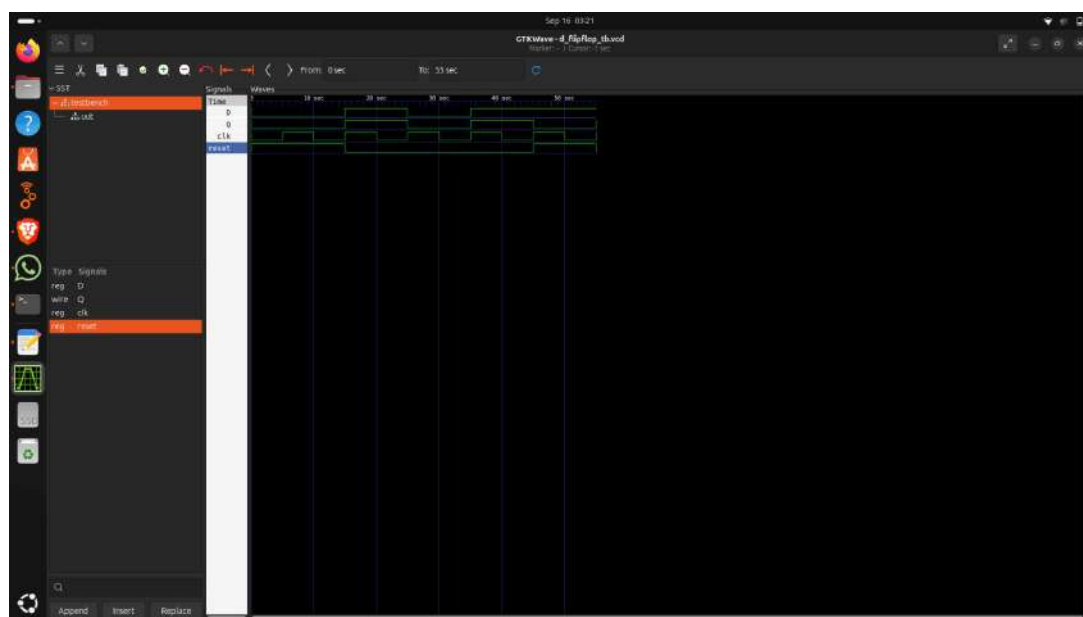 Sep 16 03:21
GTKWave - d_flipflop_tb.vcd
From: 0 sec To: 55 sec
SST
testbench
Signals
Time
D
Q
clk
reset
Waves
10 sec 20 sec 30 sec 40 sec 50 sec
Type Signals
reg D
wire Q
reg clk
reg reset
Append Insert Replace